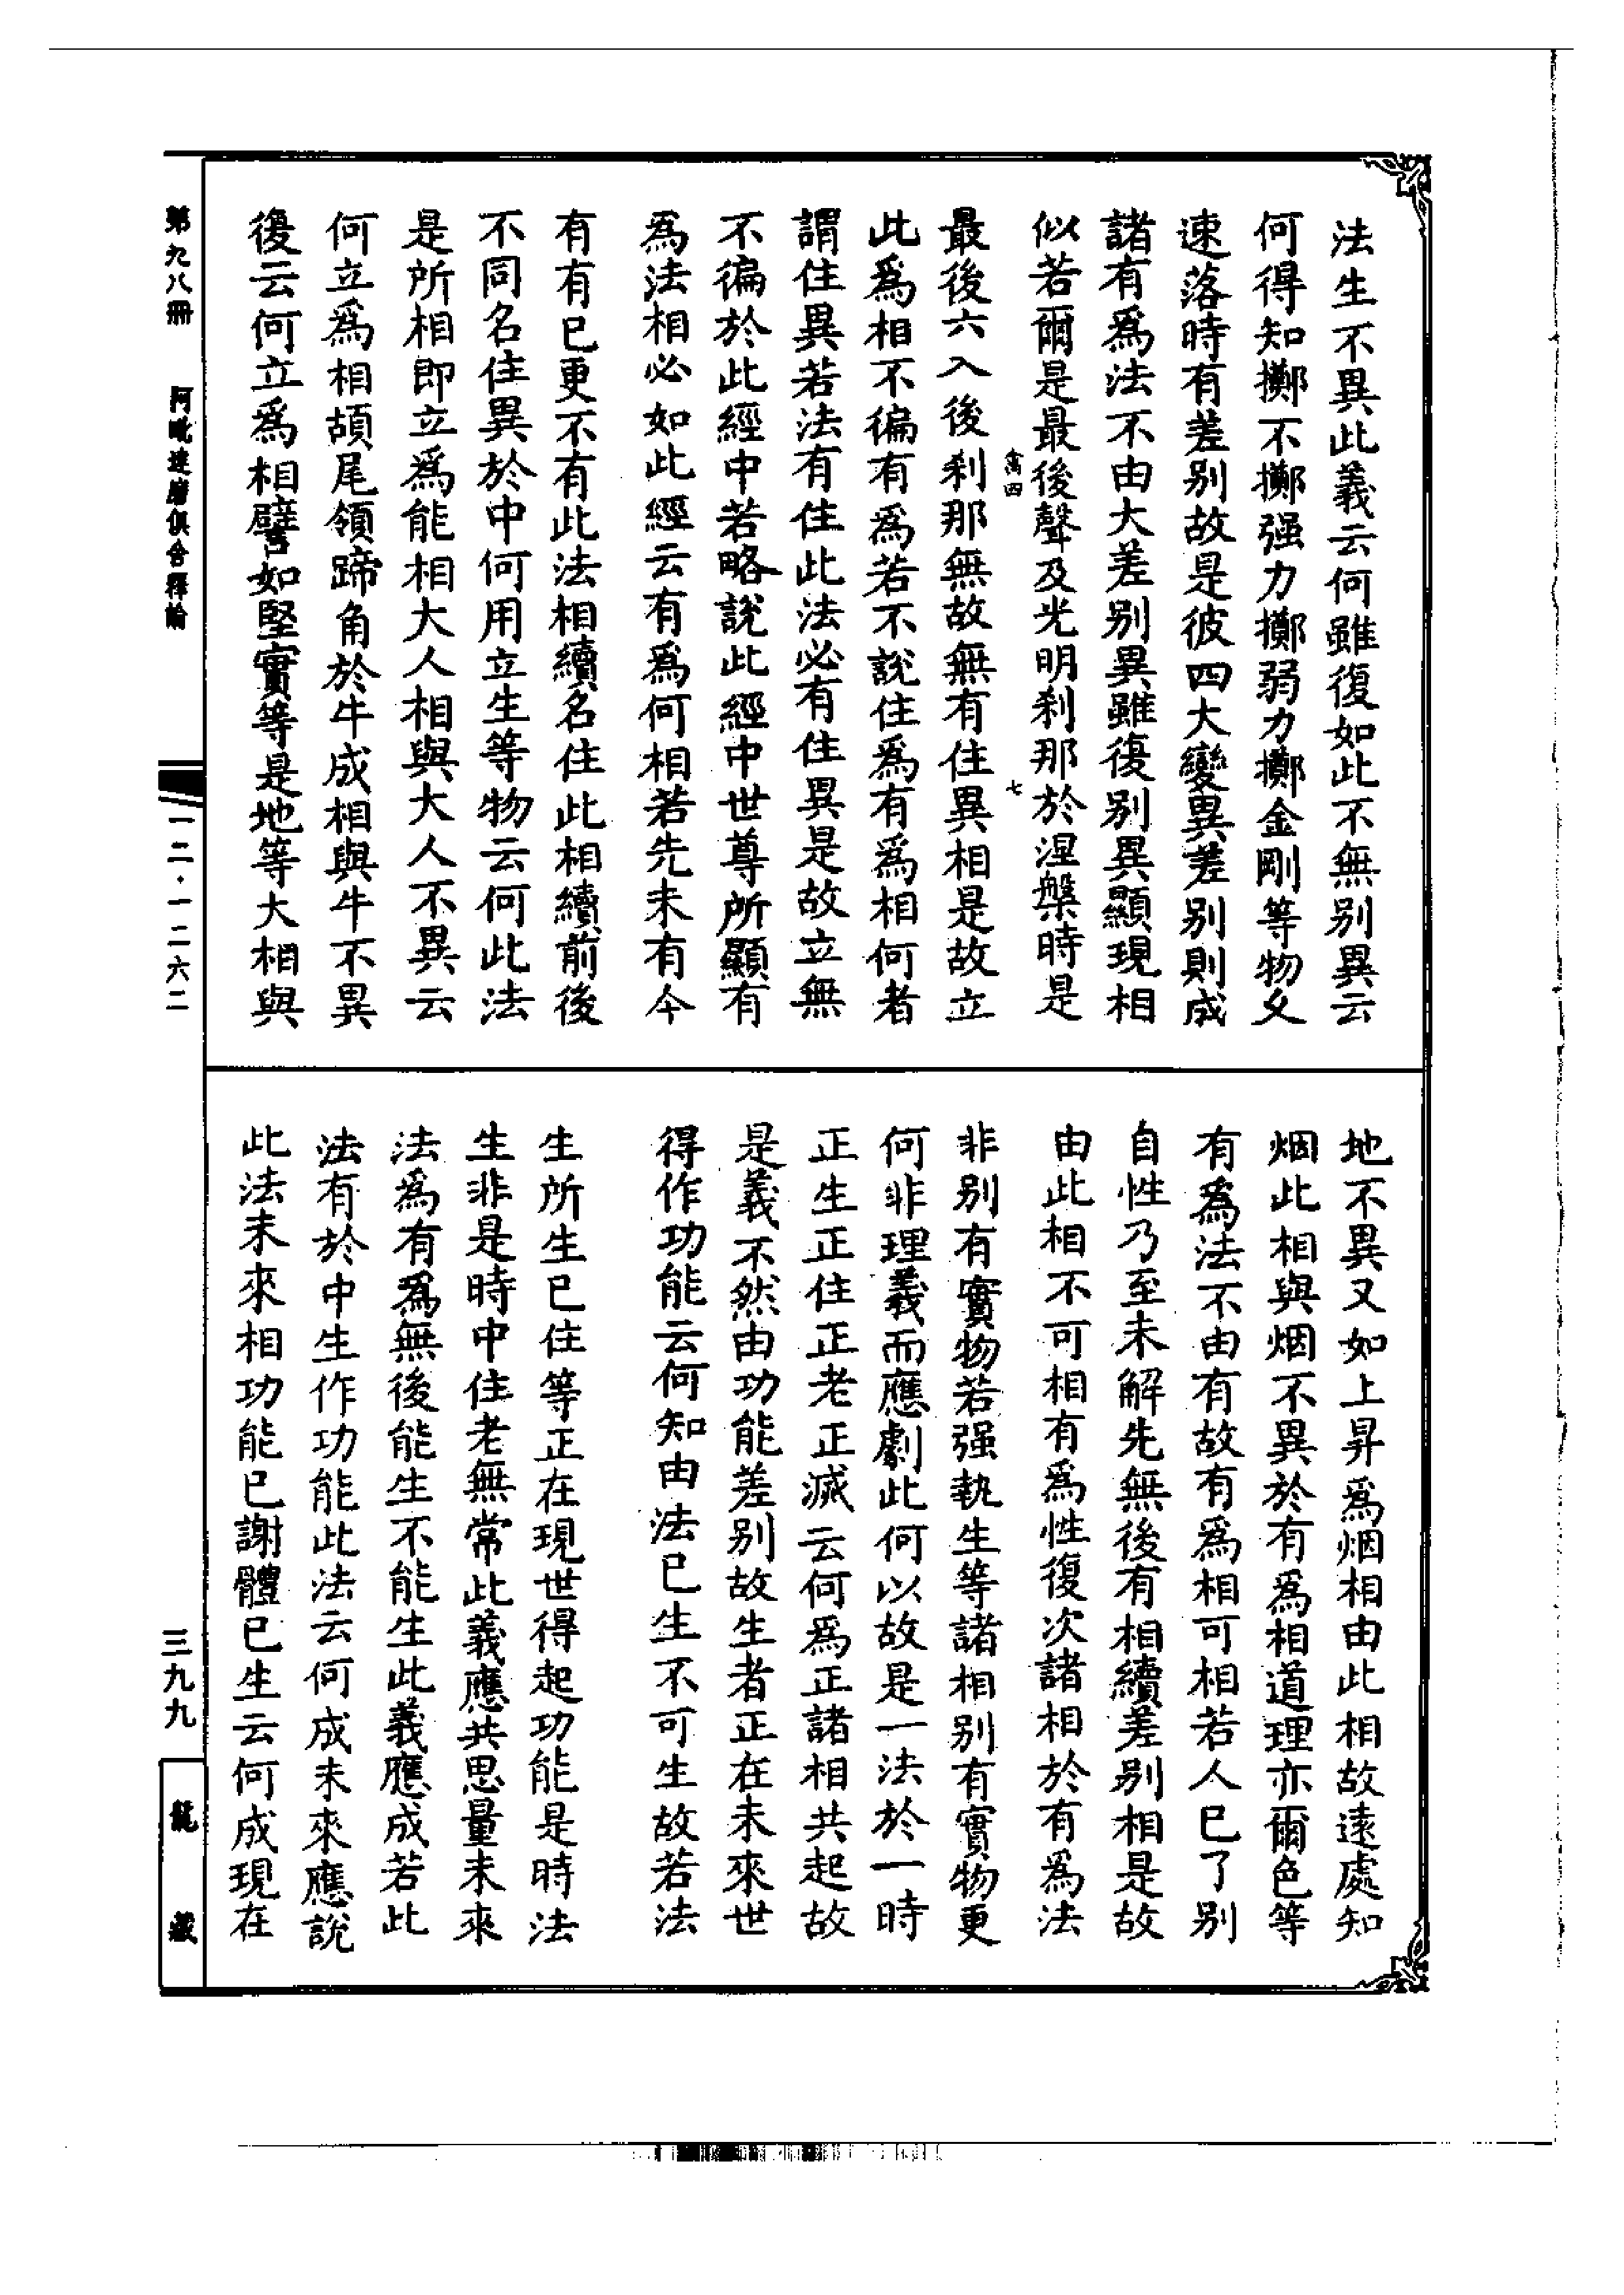 法生不異此義云何雖復如此不無别異云
何得知擲不擲强力擲弱力擲金剛等物久
速落時有差别故是彼四大變異差别則成
諸有爲法不由大差别異雖復别異顯現相
似若爾是最後聲及光明刹那於涅槃時是
禽四
七
最後六入後刹那無故無有住異相是故立
此爲相不徧有爲若不說住爲有爲相何者
謂住異若法有住此法必有住異是故立無
不徧於此經中若略說此經中世尊所顯有
爲法相必如此經云有爲何相若先未有今
有有已更不有此法相續名住此相續前後
不同名住異於中何用立生等物云何此法
是所相即立爲能相大人相與大人不異云
何立爲相頡尾領蹄角於牛成相與牛不異
復云何立爲相譬如堅實等是地等大相與
地不異又如上昇爲烟相由此相故遠處知
烟此相與烟不異於有爲相道理亦爾色等
有爲法不由有故有爲相可相若人已了别
自性乃至未解先無後有相續差别相是故
由此相不可相有爲性復次諸相於有爲法
非别有實物若强執生等諸相别有實物更
何非理義而應劇此何以故是一法於一時
正生正住正老正滅云何爲正諸相共起故
是義不然由功能差别故生者正在未來世
得作功能云何知由法已生不可生故若法
生所生已住等正在現世得起功能是時法
生非是時中住老無常此義應共思量未來
法爲有爲無後能生不能生此義應成若此
法有於中生作功能此法云何成未來應說
此法未來相功能已謝體已生云何成現在
第九八冊
阿毗達磨俱舍釋論
一二·一二六二
三九九
龍藏